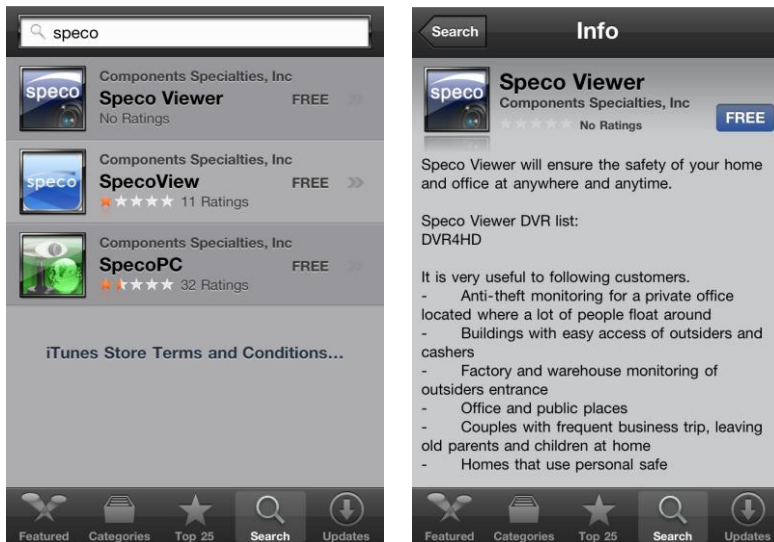 speco
speco
Components Specialties, Inc
Speco Viewer FREE
No Ratings
speco
Components Specialties, Inc
SpecoView FREE
11 Ratings
Components Specialties, Inc
SpecoPC FREE
32 Ratings
iTunes Store Terms and Conditions...
Featured Categories Top 25 Search Updates
Search Info
speco
Speco Viewer
Components Specialties, Inc
No Ratings
FREE
Speco Viewer will ensure the safety of your home
and office at anywhere and anytime.
Speco Viewer DVR list:
DVR4HD
It is very useful to following customers.
- Anti-theft monitoring for a private office
located where a lot of people float around
- Buildings with easy access of outsiders and
cashers
- Factory and warehouse monitoring of
outsiders entrance
- Office and public places
- Couples with frequent business trip, leaving
old parents and children at home
- Homes that use personal safe
Featured Categories Top 25 Search Updates